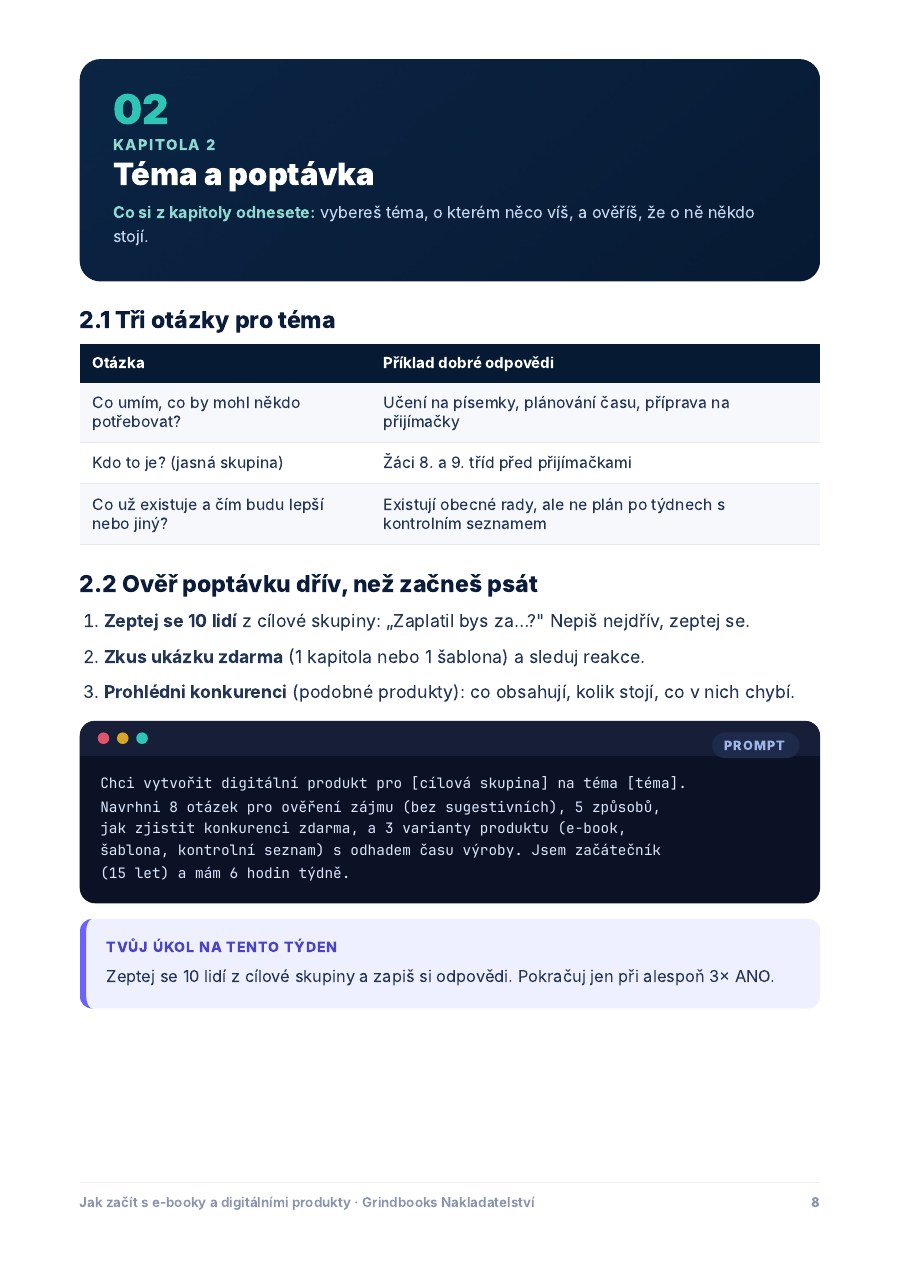 02
KAPITOLA 2
Téma a poptávka
Co si z kapitoly odnesete: vybereš téma, o kterém něco víš, a ověříš, že o ně někdo
stojí.
2.1 Tři otázky pro téma
Otázka Příklad dobré odpovědi
Co umím, co by mohl někdo potřebovat? Učení na písemky, plánování času, příprava na přijímačky
Kdo to je? (jasná skupina) Žáci 8. a 9. tříd před přijímačkami
Co už existuje a čím budu lepší nebo jiný? Existují obecné rady, ale ne plán po týdnech s kontrolním seznamem
2.2 Ověř poptávku dřív, než začneš psát
1. Zeptej se 10 lidí z cílové skupiny: „Zaplatil bys za…?" Nepiš nejdřív, zeptej se.
2. Zkus ukázku zdarma (1 kapitola nebo 1 šablona) a sleduj reakce.
3. Prohlédni konkurenci (podobné produkty): co obsahují, kolik stojí, co v nich chybí.
PROMPT
Chci vytvořit digitální produkt pro [cílová skupina] na téma [téma].
Navrhni 8 otázek pro ověření zájmu (bez sugestivních), 5 způsobů,
jak zjistit konkurenci zdarma, a 3 varianty produktu (e-book,
šablona, kontrolní seznam) s odhadem času výroby. Jsem začátečník
(15 let) a mám 6 hodin týdně.
TVŮJ ÚKOL NA TENTO TÝDEN
Zeptej se 10 lidí z cílové skupiny a zapiš si odpovědi. Pokračuj jen při alespoň 3× ANO.
Jak začít s e-booky a digitálními produkty · Grindbooks Nakladatelství 8